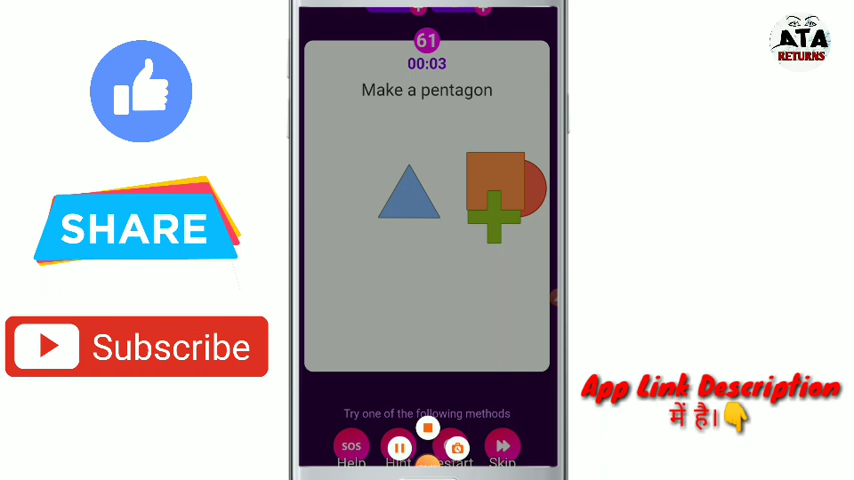 61
00:03
Make a pentagon
SHARE
Subscribe
ATA
RETURNS
App Link Description
में है।
Try one of the following methods
SOS
Help
Skip